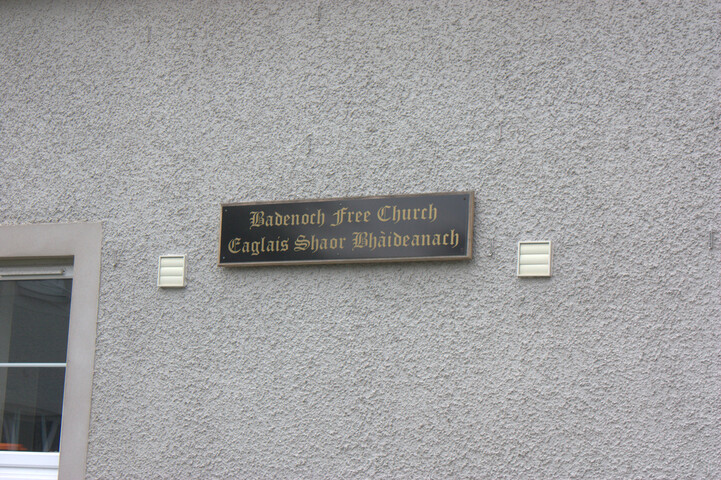 Badenoch Free Church
Eaglais Shaor Bhàideanach